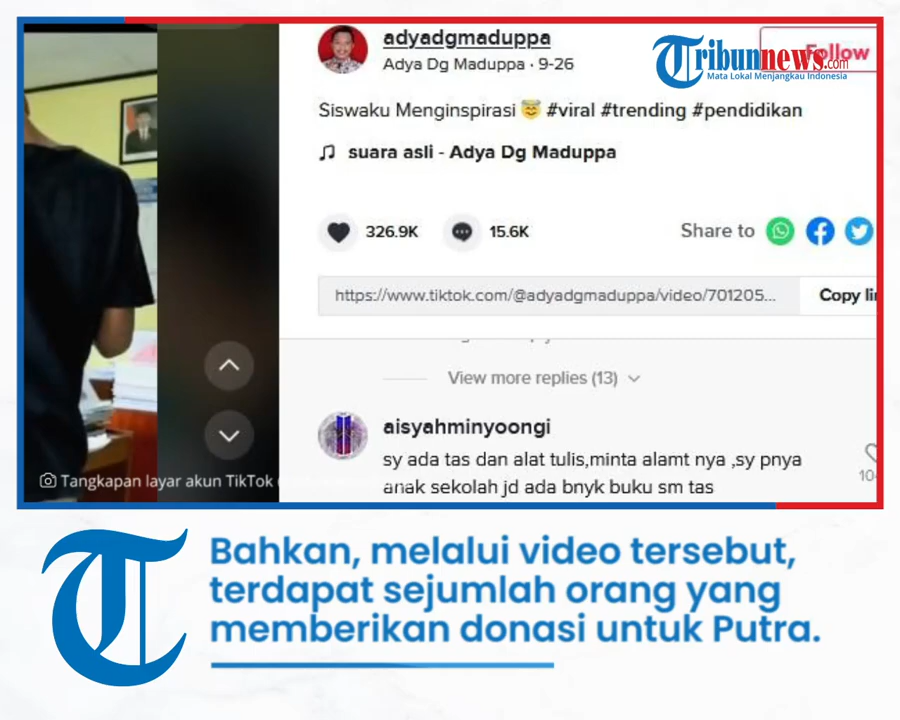 adyadgmaduppa
Adya Dg Maduppa · 9-26
Follow
Tribunnews.com
Mata Lokal Menjangkau Indonesia
Siswaku Menginspirasi 😇 #viral #trending #pendidikan
suara asli - Adya Dg Maduppa
326.9K
15.6K
Share to
https://www.tiktok.com/@adyadgmaduppa/video/701205...
Copy
View more replies (13)
aisyahminyoongi
sy ada tas dan alat tulis,minta alamt nya ,sy pnya
anak sekolah jd ada bnyk buku sm tas
Tangkapan layar akun TikTok
T
Bahkan, melalui video tersebut,
terdapat sejumlah orang yang
memberikan donasi untuk Putra.